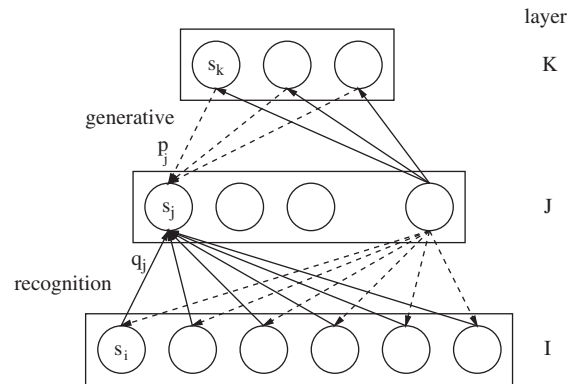 layer
s_k
K
generative
p_j
s_j
J
q_j
recognition
s_i
I